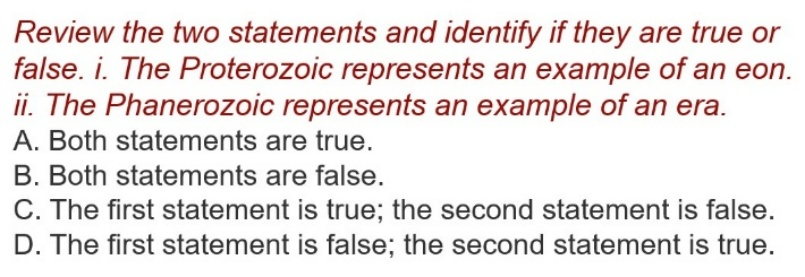 Review the two statements and identify if they are true or
false. i. The Proterozoic represents an example of an eon.
ii. The Phanerozoic represents an example of an era.
A. Both statements are true.
B. Both statements are false.
C. The first statement is true; the second statement is false.
D. The first statement is false; the second statement is true.